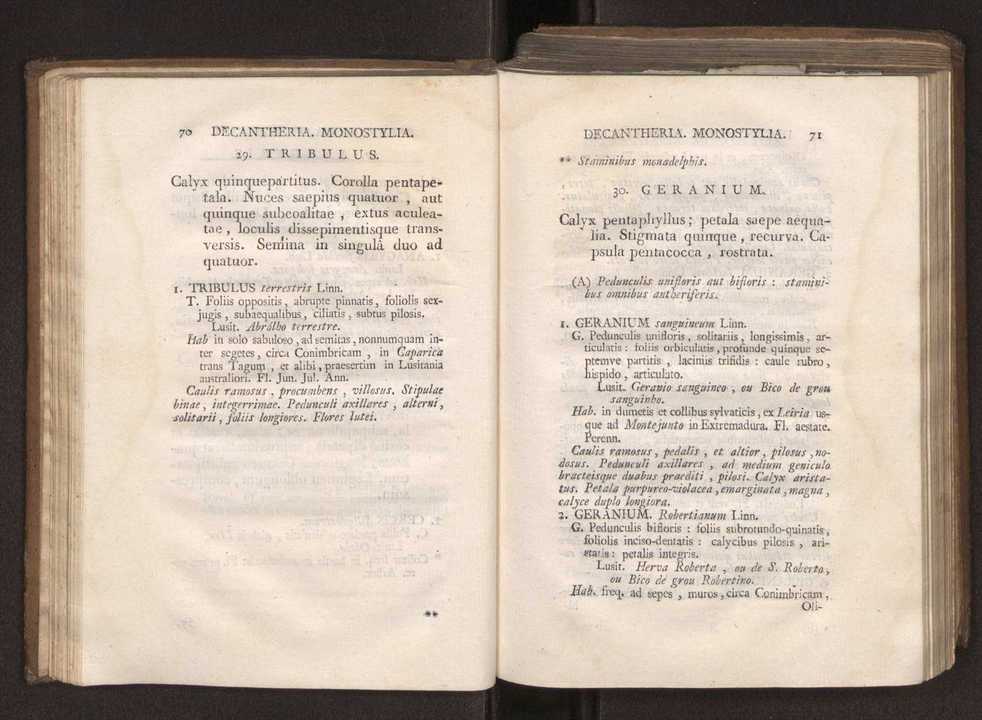 70 DECANTHERIA. MONOSTYLIA.
29. TRIBULUS.
Calyx quinquepartitus. Corolla pentape-
tala. Nuces saepius quatuor , aut
quinque subcoalitae , extus aculea-
tae , loculis dissepimentisque trans-
versis. Semina in singulâ duo ad
quatuor.
1. TRIBULUS terrestris Linn.
T. Foliis oppositis , abrupte pinnatis, foliolis sex-
jugis , subaequalibus, ciliatis , subtus pilosis.
Lusit. Abrólho terrestre.
Hab in solo sabuloso, ad semitas, nonnumquam in-
ter segetes , circa Conimbricam , in Caparica
trans Tagum , et alibi, praesertim in Lusitania
australiori. Fl. Jun. Jul. Ann.
Caulis ramosus , procumbens , villosus. Stipulae
binae, integerrimae. Pedunculi axillares , alterni,
solitarii, foliis longiores. Flores lutei.
**
DECANTHERIA. MONOSTYLIA. 71
** Staminibus monadelphis.
30. GERANIUM.
Calyx pentaphyllus; petala saepe aequa-
lia. Stigmata quinque, recurva. Ca-
psula pentacocca , rostrata.
(A) Pedunculis unifloris aut bifloris : stamini-
bus omnibus antheriferis.
1. GERANIUM sanguineum Linn.
G. Pedunculis unifloris, solitariis , longissimis, ar-
ticulatis : foliis orbiculatis, profunde quinque se-
ptemve partitis , laciniis trifidis : caule rubro,
hispido , articulato.
Lusit. Geranio sanguineo , ou Bico de grou
sanguinho.
Hab. in dumetis et collibus sylvaticis, ex Leiria us-
que ad Montejunto in Extremadura. Fl. aestate.
Perenn.
Caulis ramosus, pedalis , et altior, pilosus, no-
dosus. Pedunculi axillares , ad medium geniculo
bracteisque duabus praediti , pilosi. Calyx arista-
tus. Petala purpureo-violacea, emarginata, magna,
calyce duplo longiora.
2. GERANIUM. Robertianum Linn.
G. Pedunculis bifloris : foliis subrotundo-quinatis,
foliolis inciso-dentatis : calycibus pilosis , ari-
statis : petalis integris.
Lusit. Herva Roberta , ou de S. Roberto,
ou Bico de grou Robertino.
Hab. freq. ad sepes , muros, circa Conimbricam,
Oli-